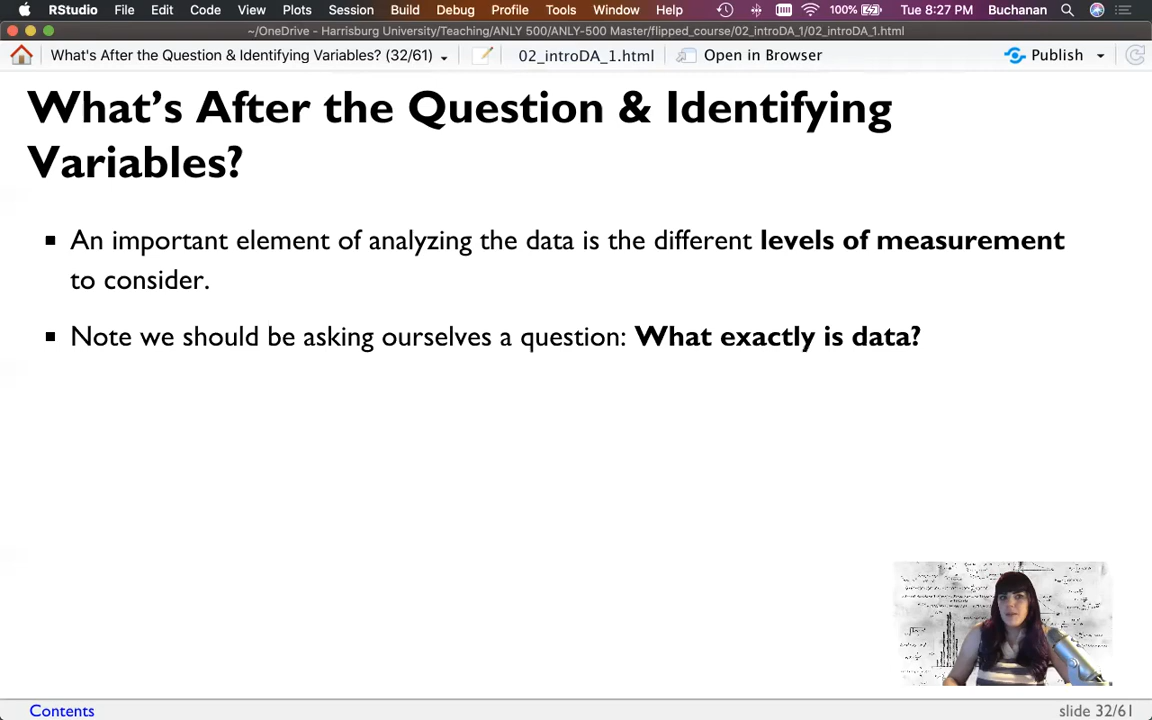 RStudio File Edit Code View Plots Session Build Debug Profile Tools Window Help 100% Tue 8:27 PM Buchanan
~/OneDrive - Harrisburg University/Teaching/ANLY 500/ANLY-500 Master/flipped_course/02_introDA_1/02_introDA_1.html
What's After the Question & Identifying Variables? (32/61) 02_introDA_1.html Open in Browser Publish
What's After the Question & Identifying
Variables?
▪ An important element of analyzing the data is the different levels of measurement
to consider.
▪ Note we should be asking ourselves a question: What exactly is data?
Contents slide 32/61